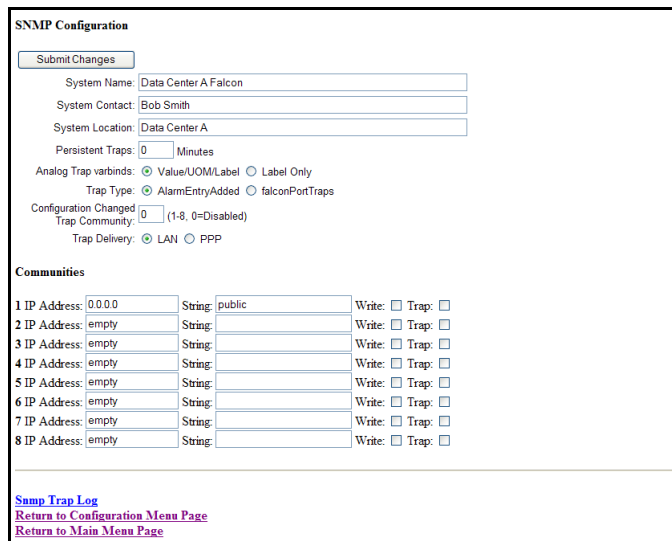 SNMP Configuration
Submit Changes
System Name: Data Center A Falcon
System Contact: Bob Smith
System Location: Data Center A
Persistent Traps: 0 Minutes
Analog Trap varbinds: Value/UOM/Label Label Only
Trap Type: AlarmEntryAdded falconPortTraps
Configuration Changed
Trap Community: 0 (1-8, 0=Disabled)
Trap Delivery: LAN PPP
Communities
1 IP Address: 0.0.0.0 String: public Write: Trap:
2 IP Address: empty String: Write: Trap:
3 IP Address: empty String: Write: Trap:
4 IP Address: empty String: Write: Trap:
5 IP Address: empty String: Write: Trap:
6 IP Address: empty String: Write: Trap:
7 IP Address: empty String: Write: Trap:
8 IP Address: empty String: Write: Trap:
Snmp Trap Log
Return to Configuration Menu Page
Return to Main Menu Page